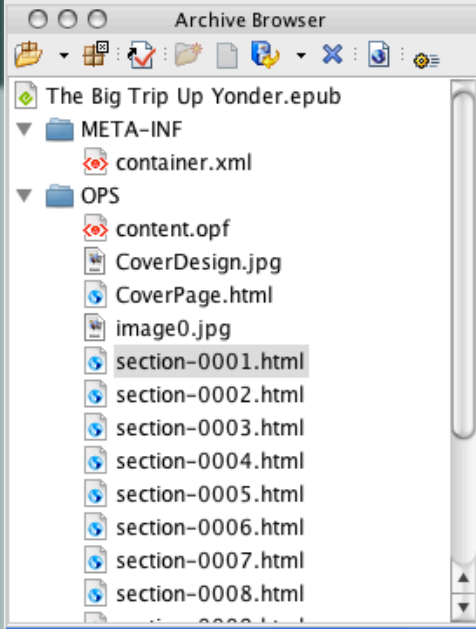 Archive Browser
The Big Trip Up Yonder.epub
META-INF
container.xml
OPS
content.opf
CoverDesign.jpg
CoverPage.html
image0.jpg
section-0001.html
section-0002.html
section-0003.html
section-0004.html
section-0005.html
section-0006.html
section-0007.html
section-0008.html